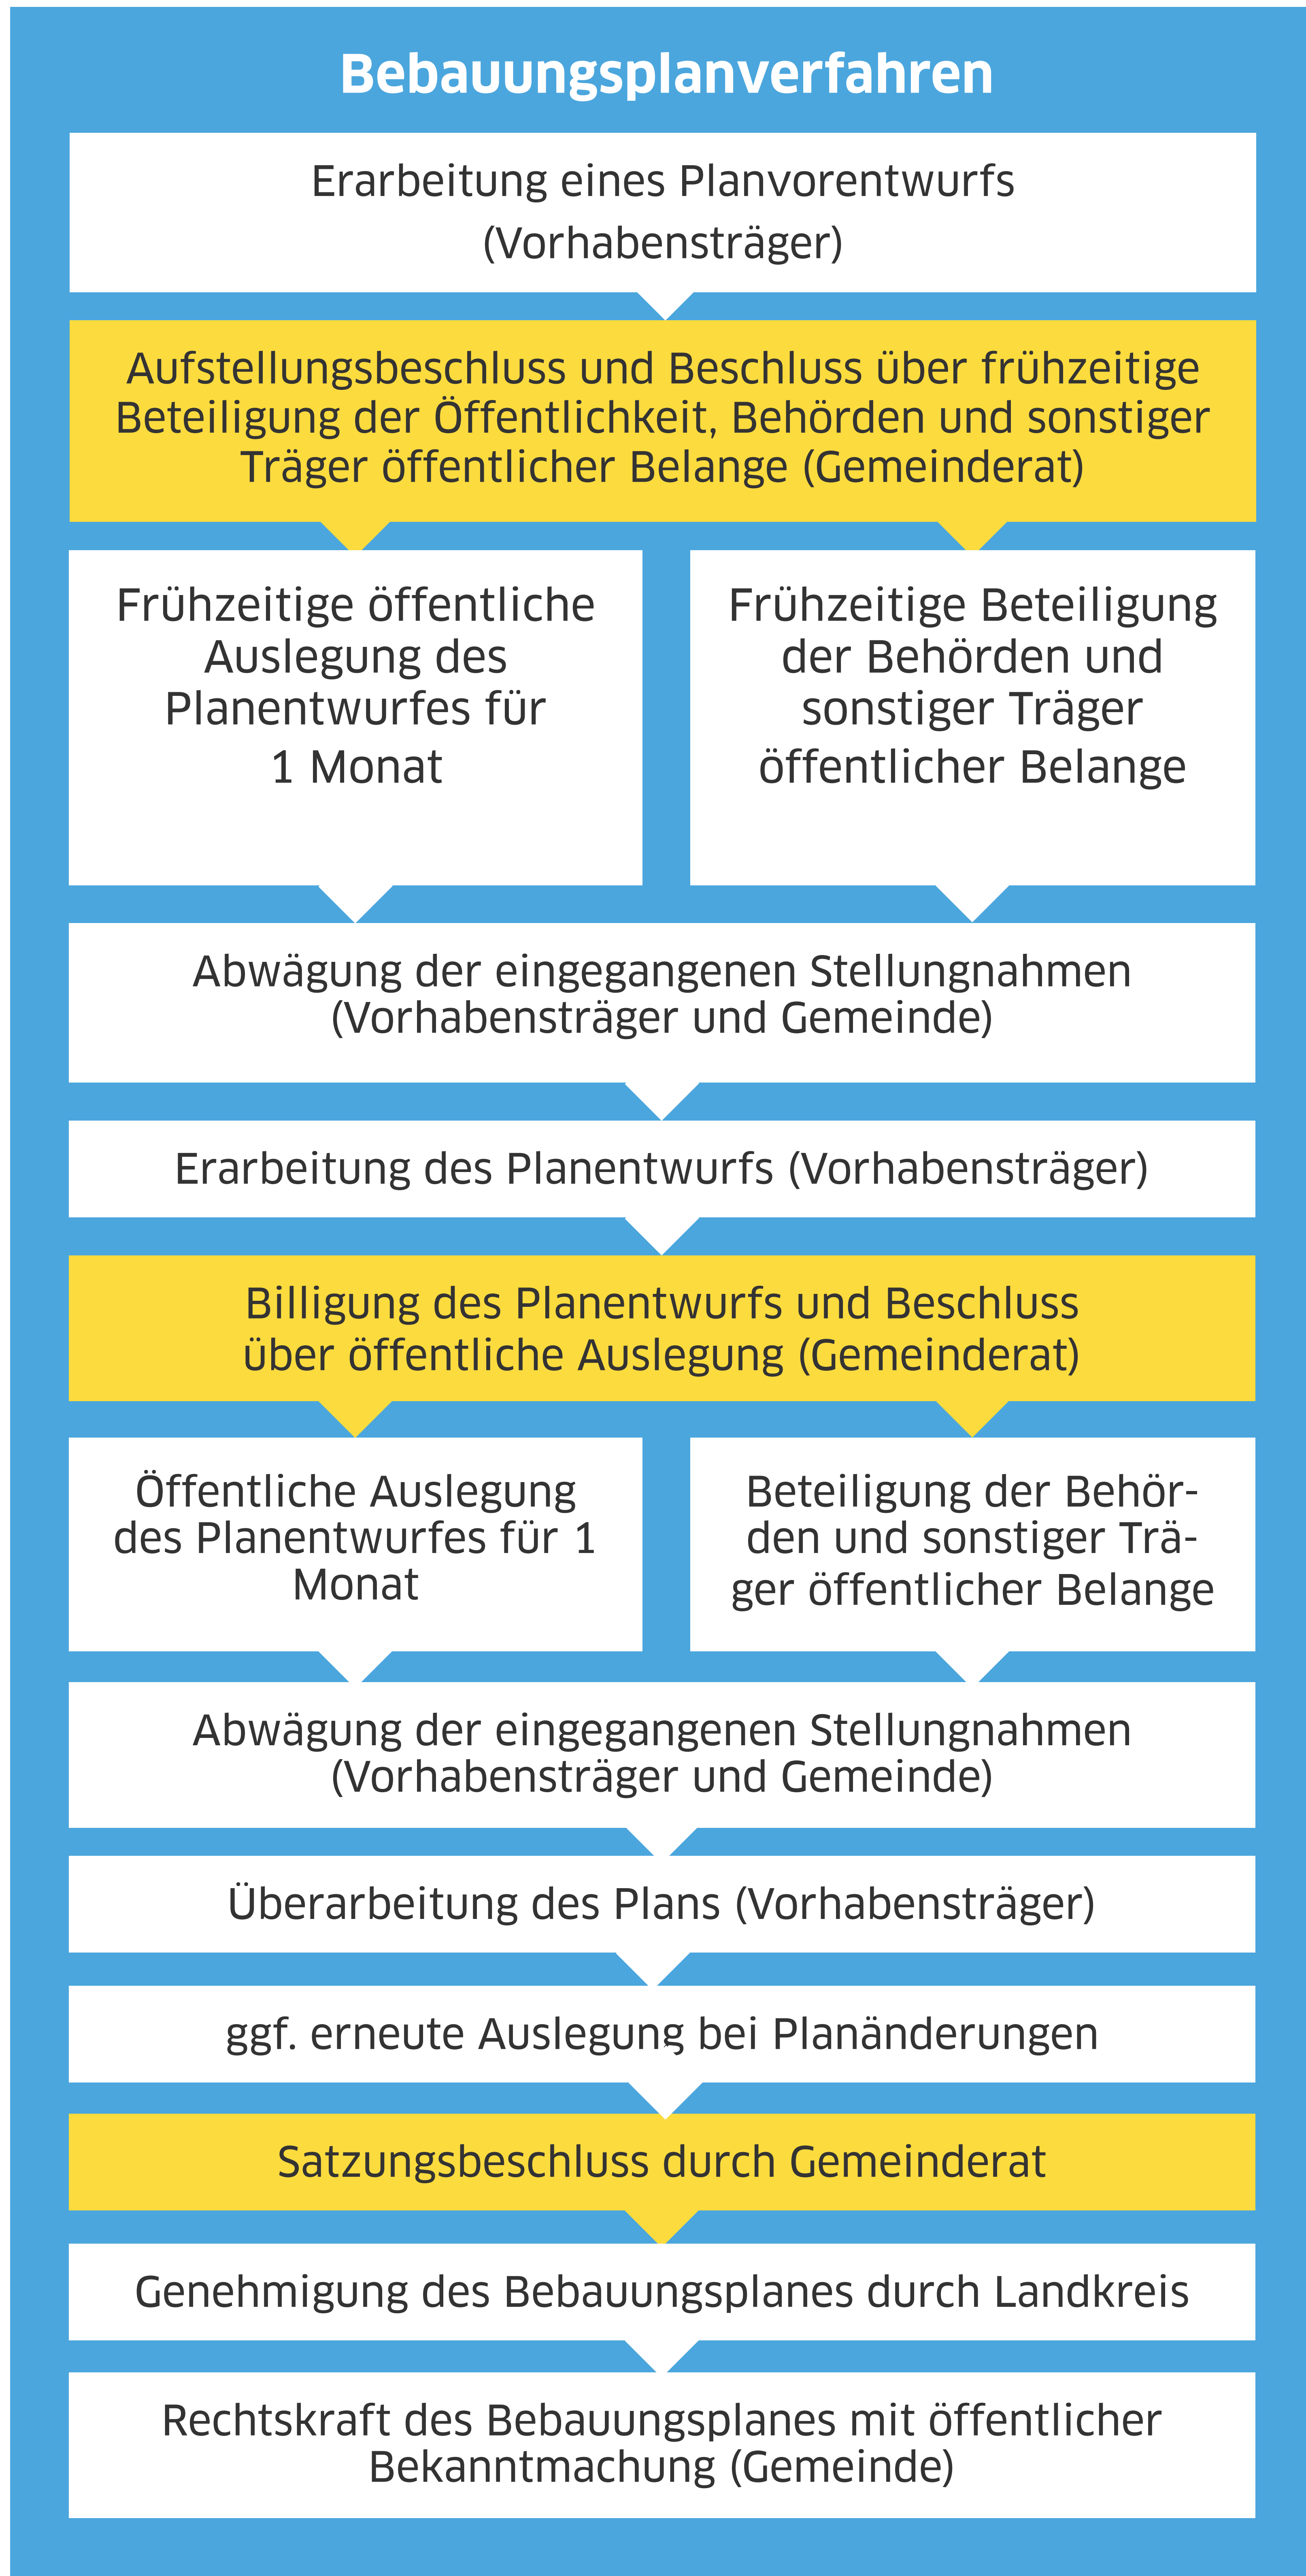 Bebauungsplanverfahren
Erarbeitung eines Planvorentwurfs
(Vorhabensträger)
Aufstellungsbeschluss und Beschluss über frühzeitige
Beteiligung der Öffentlichkeit, Behörden und sonstiger
Träger öffentlicher Belange (Gemeinderat)
Frühzeitige öffentliche
Auslegung des
Planentwurfes für
1 Monat
Frühzeitige Beteiligung
der Behörden und
sonstiger Träger
öffentlicher Belange
Abwägung der eingegangenen Stellungnahmen
(Vorhabensträger und Gemeinde)
Erarbeitung des Planentwurfs (Vorhabensträger)
Billigung des Planentwurfs und Beschluss
über öffentliche Auslegung (Gemeinderat)
Öffentliche Auslegung
des Planentwurfes für 1
Monat
Beteiligung der Behör-
den und sonstiger Trä-
ger öffentlicher Belange
Abwägung der eingegangenen Stellungnahmen
(Vorhabensträger und Gemeinde)
Überarbeitung des Plans (Vorhabensträger)
ggf. erneute Auslegung bei Planänderungen
Satzungsbeschluss durch Gemeinderat
Genehmigung des Bebauungsplanes durch Landkreis
Rechtskraft des Bebauungsplanes mit öffentlicher
Bekanntmachung (Gemeinde)